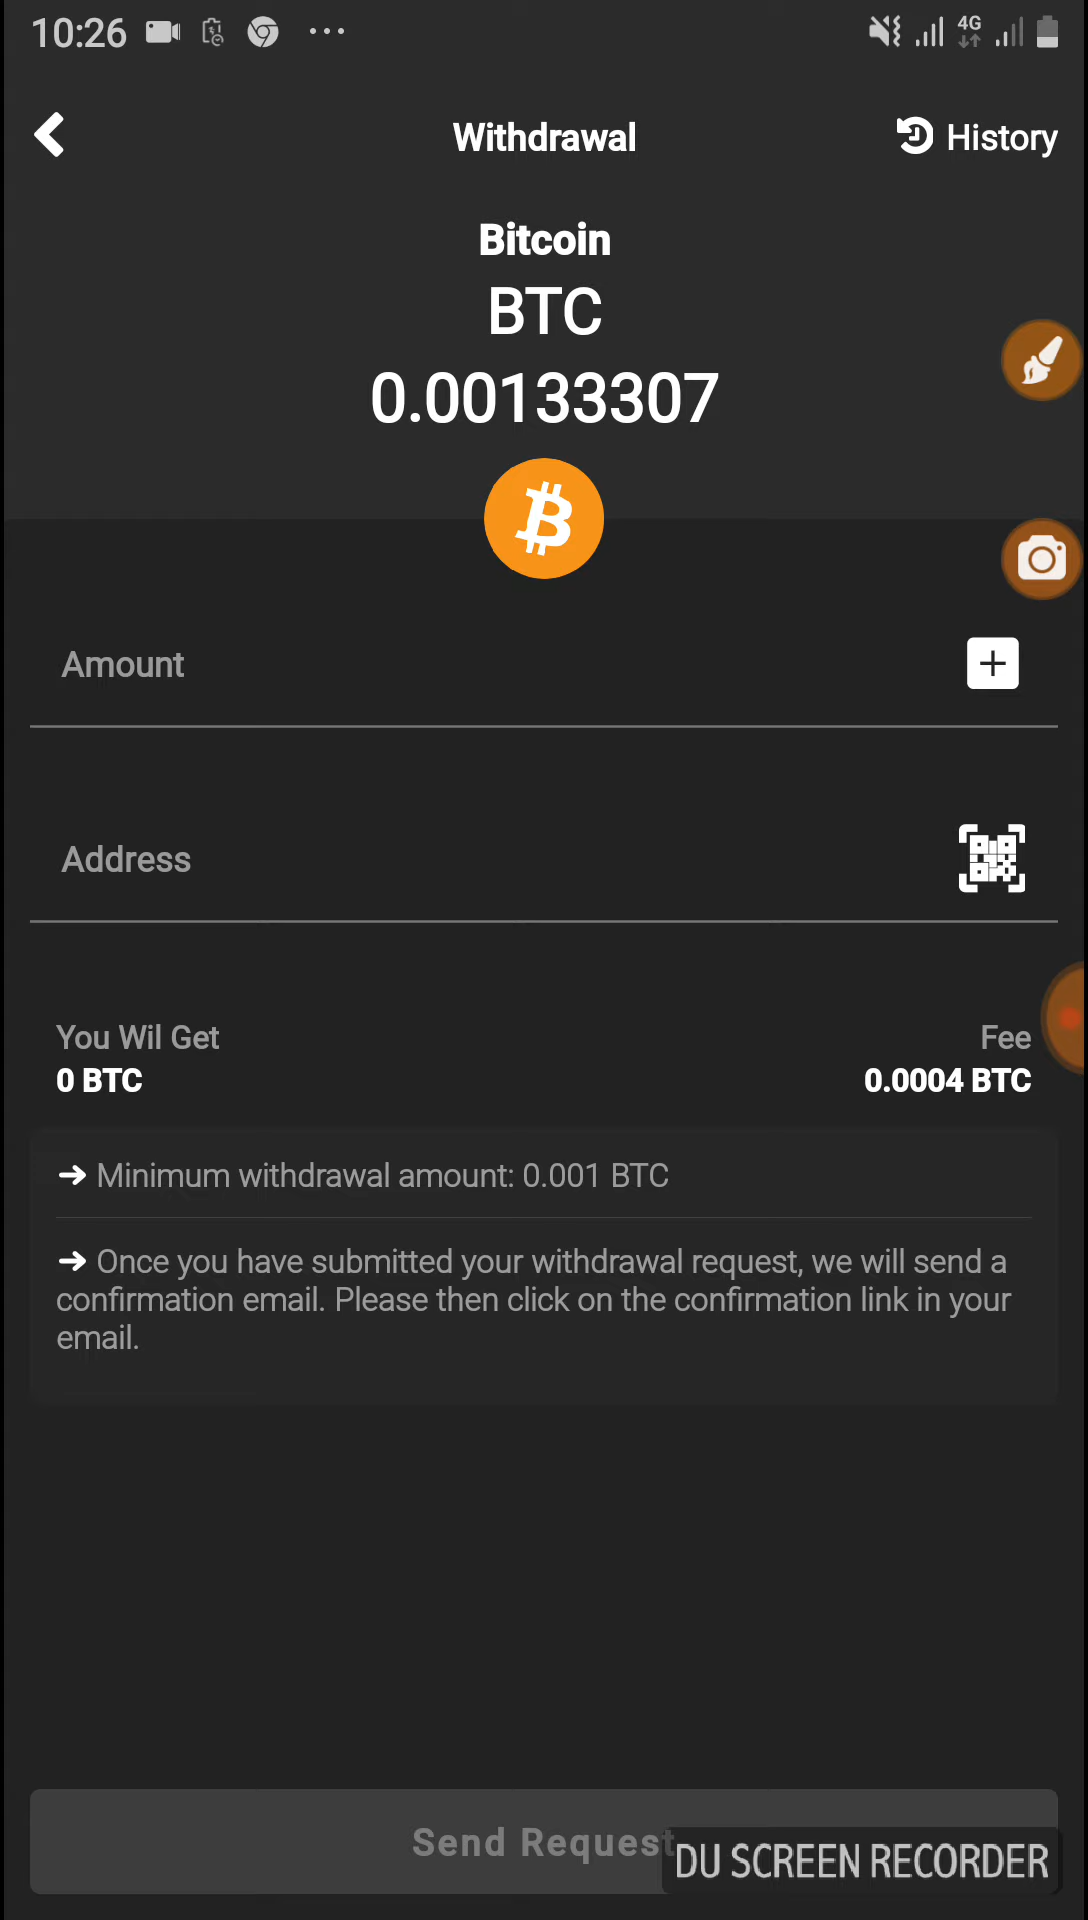 10:26
4G
Withdrawal
History
Bitcoin
BTC
0.00133307
Amount
Address
You Wil Get
Fee
0 BTC
0.0004 BTC
Minimum withdrawal amount: 0.001 BTC
Once you have submitted your withdrawal request, we will send a
confirmation email. Please then click on the confirmation link in your
email.
Send Request
DU SCREEN RECORDER